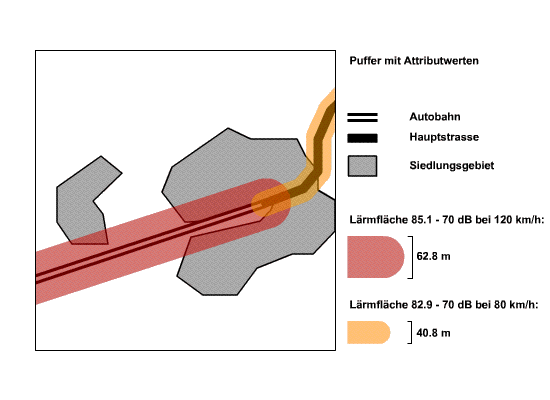 Puffer mit Attributwerten
Autobahn
Hauptstrasse
Siedlungsgebiet
Lärmfläche 85.1 - 70 dB bei 120 km/h:
62.8 m
Lärmfläche 82.9 - 70 dB bei 80 km/h:
40.8 m